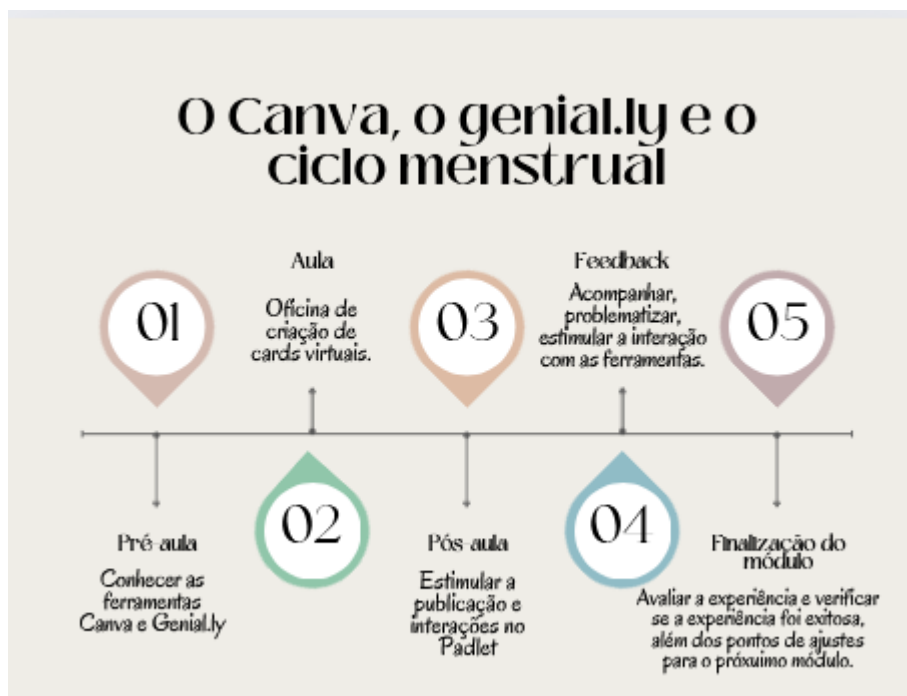 O Canva, o genial.ly e o
ciclo menstrual
01
Pré-aula
Conhecer as
ferramentas
Canva e Genial.ly
Aula
Oficina de
criação de
cards virtuais.
02
03
Pós-aula
Estimular a
publicação e
interações no
Padlet
Feedback
Acompanhar,
problematizar,
estimular a interação
com as ferramentas.
04
05
Finalização do
módulo
Avaliar a experiência e verificar
se a experiência foi exitosa,
além dos pontos de ajustes
para o próxuimo módulo.